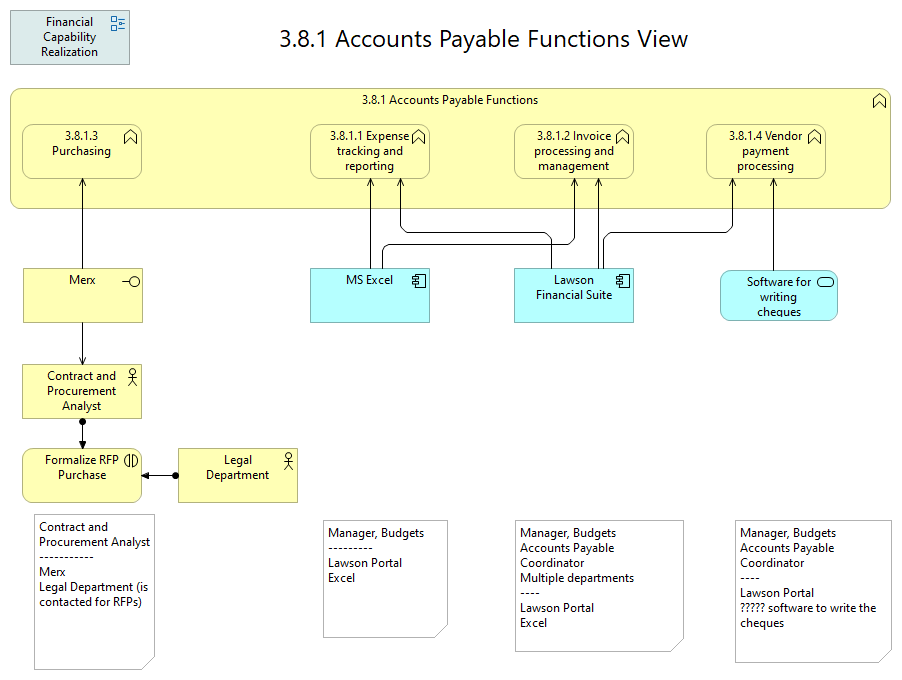 Financial
Capability
Realization
3.8.1 Accounts Payable Functions View
3.8.1 Accounts Payable Functions
3.8.1.3
Purchasing
3.8.1.1 Expense
tracking and
reporting
3.8.1.2 Invoice
processing and
management
3.8.1.4 Vendor
payment
processing
Merx
MS Excel
Lawson
Financial Suite
Software for
writing
cheques
Contract and
Procurement
Analyst
Formalize RFP
Purchase
Legal
Department
Contract and
Procurement Analyst
-----------
Merx
Legal Department (is
contacted for RFPs)
Manager, Budgets
---------
Lawson Portal
Excel
Manager, Budgets
Accounts Payable
Coordinator
Multiple departments
----
Lawson Portal
Excel
Manager, Budgets
Accounts Payable
Coordinator
----
Lawson Portal
????? software to write the
cheques